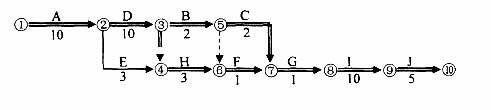 A D B C
① ② ③ ⑤
10 10 2 2
E H F G I J
④ ⑥ ⑦ ⑧ ⑨ ⑩
3 3 1 1 10 5